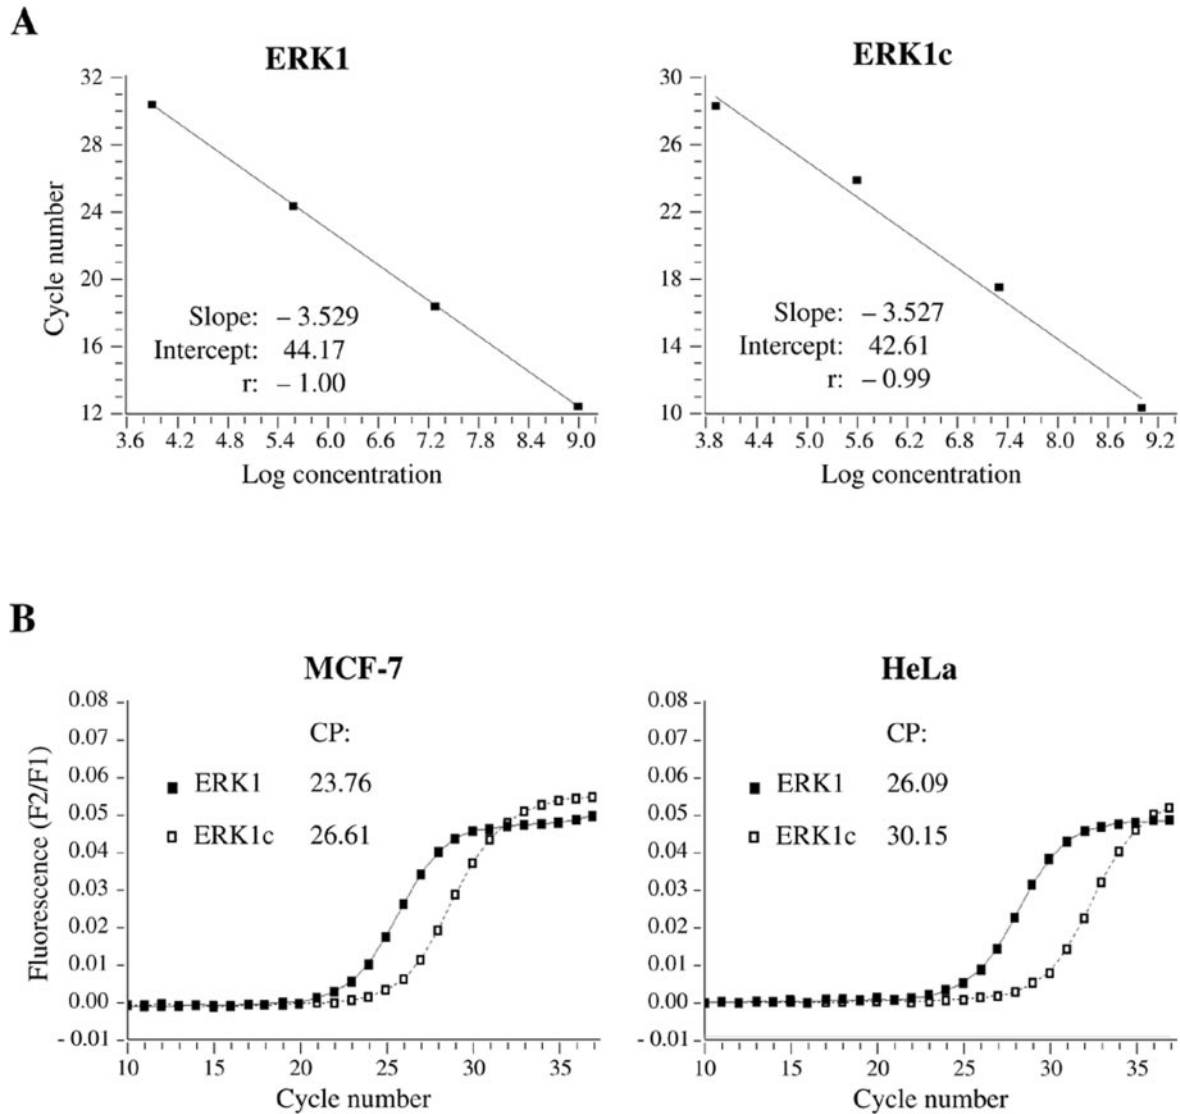 A
ERK1
ERK1c
32
28
24
20
16
12
Cycle number
Slope: – 3.529
Intercept: 44.17
r: – 1.00
3.6 4.2 4.8 5.4 6.0 6.6 7.2 7.8 8.4 9.0
Log concentration
30
26
22
18
14
10
Slope: – 3.527
Intercept: 42.61
r: – 0.99
3.8 4.4 5.0 5.6 6.2 6.8 7.4 8.0 8.6 9.2
Log concentration
B
MCF-7
HeLa
0.08
0.07
0.06
0.05
0.04
0.03
0.02
0.01
0.00
- 0.01
Fluorescence (F2/F1)
CP:
ERK1 23.76
ERK1c 26.61
10 15 20 25 30 35
Cycle number
0.08
0.07
0.06
0.05
0.04
0.03
0.02
0.01
0.00
- 0.01
CP:
ERK1 26.09
ERK1c 30.15
10 15 20 25 30 35
Cycle number